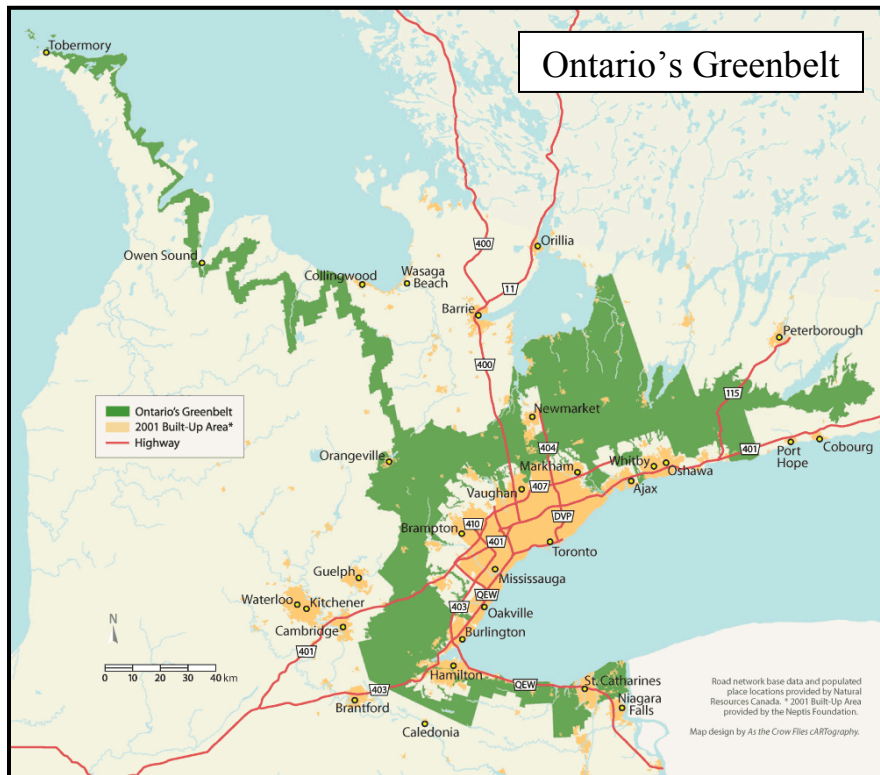 Ontario's Greenbelt
Tobermory
Owen Sound
Collingwood
Wasaga
Beach
400
Orillia
11
Barrie
400
Peterborough
115
Ontario's Greenbelt
2001 Built-Up Area*
Highway
Newmarket
404
Orangeville
Markham
Whitby
Oshawa
401
Port
Hope
Cobourg
Vaughan
407
Ajax
410
DVP
Brampton
401
Toronto
Guelph
Mississauga
Waterloo
Kitchener
403
QEW
Oakville
Cambridge
Burlington
N
401
0 10 20 30 40 km
Hamilton
QEW
St. Catharines
403
Brantford
Niagara
Falls
Caledonia
Road network base data and populated
place locations provided by Natural
Resources Canada. * 2001 Built-Up Area
provided by the Neptis Foundation.
Map design by As the Crow Flies cARTography.